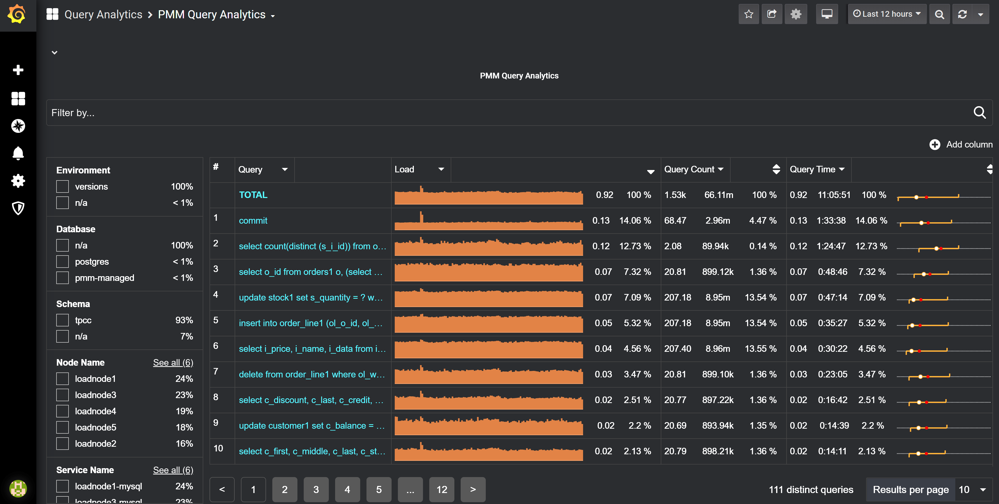 Query Analytics > PMM Query Analytics
Last 12 hours
PMM Query Analytics
Filter by...
Add column
Environment
versions 100%
n/a < 1%
Database
n/a 100%
postgres < 1%
pmm-managed < 1%
Schema
tpcc 93%
n/a 7%
Node Name See all (6)
loadnode1 24%
loadnode3 23%
loadnode4 19%
loadnode5 18%
loadnode2 16%
Service Name See all (6)
loadnode1-mysql 24%
loadnode3-mysql 23%
# Query Load Query Count Query Time
TOTAL 0.92 100 % 1.53k 66.11m 100 % 0.92 11:05:51 100 %
1 commit 0.13 14.06 % 68.47 2.96m 4.47 % 0.13 1:33:38 14.06 %
2 select count(distinct (s_i_id)) from o... 0.12 12.73 % 2.08 89.94k 0.14 % 0.12 1:24:47 12.73 %
3 select o_id from orders1 o, (select ... 0.07 7.32 % 20.81 899.12k 1.36 % 0.07 0:48:46 7.32 %
4 update stock1 set s_quantity = ? w... 0.07 7.09 % 207.18 8.95m 13.54 % 0.07 0:47:14 7.09 %
5 insert into order_line1 (ol_o_id, ol_... 0.05 5.32 % 207.18 8.95m 13.54 % 0.05 0:35:27 5.32 %
6 select i_price, i_name, i_data from i... 0.04 4.56 % 207.40 8.96m 13.55 % 0.04 0:30:22 4.56 %
7 delete from order_line1 where ol_w... 0.03 3.47 % 20.81 899.10k 1.36 % 0.03 0:23:05 3.47 %
8 select c_discount, c_last, c_credit, ... 0.02 2.51 % 20.77 897.22k 1.36 % 0.02 0:16:42 2.51 %
9 update customer1 set c_balance = ... 0.02 2.2 % 20.69 893.94k 1.35 % 0.02 0:14:39 2.2 %
10 select c_first, c_middle, c_last, c_st... 0.02 2.13 % 20.79 898.21k 1.36 % 0.02 0:14:11 2.13 %
< 1 2 3 4 5 ... 12 >
111 distinct queries Results per page 10